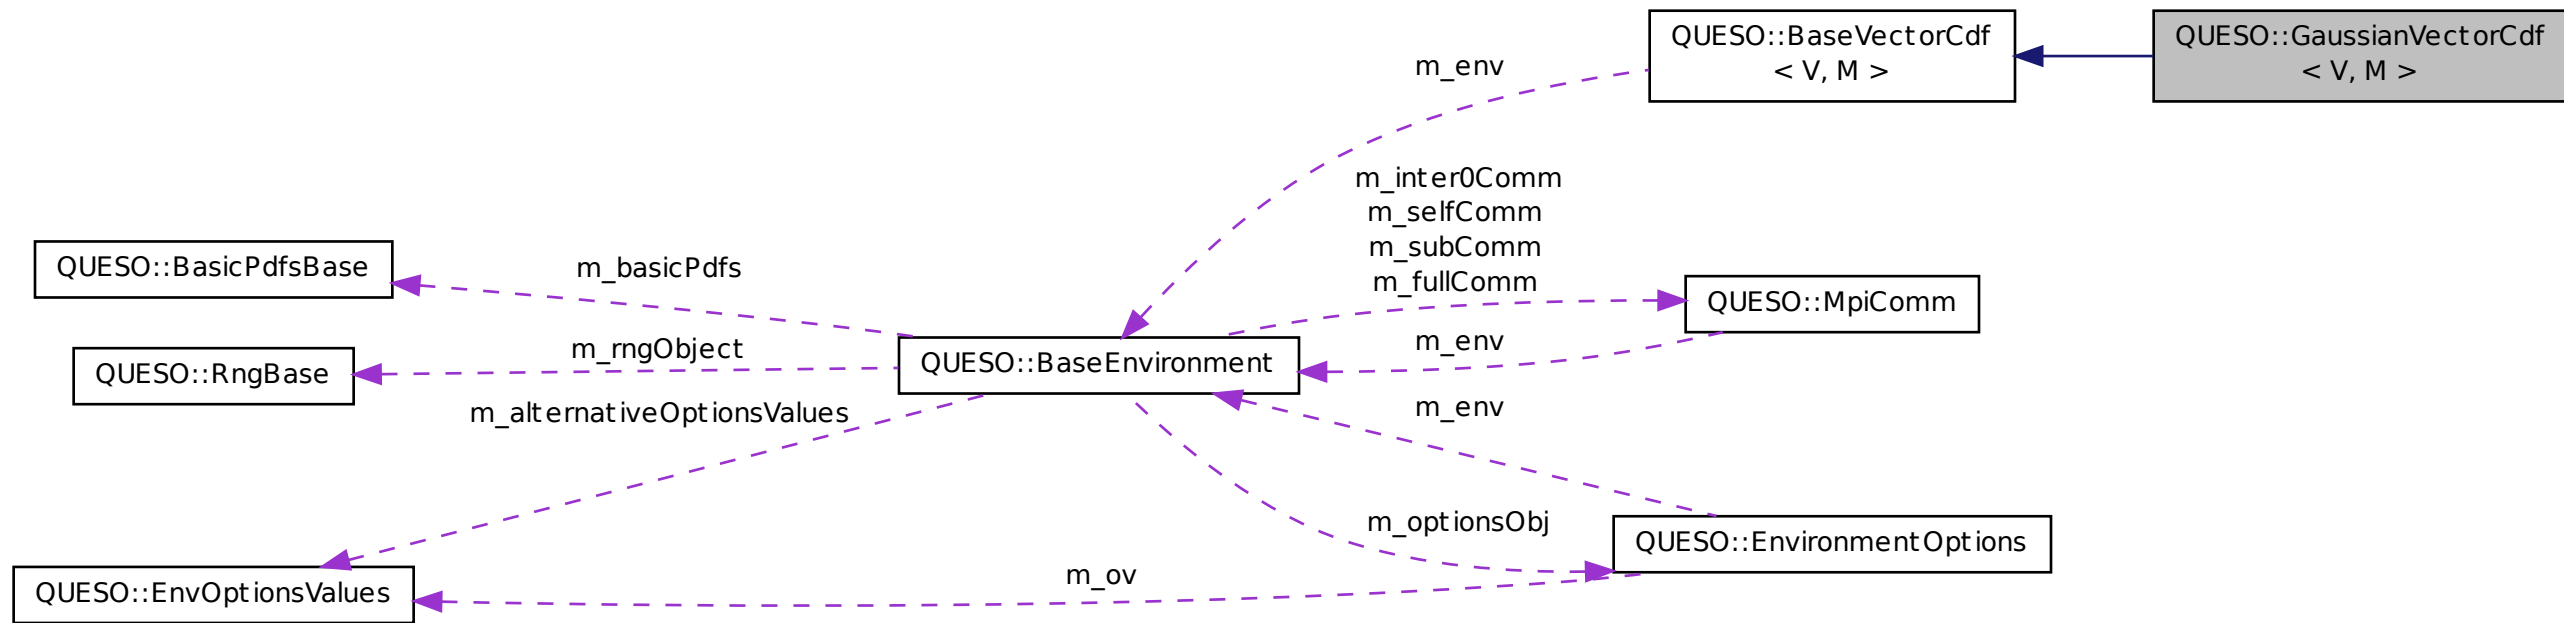 QUESO::BaseVectorCdf
< V, M >
QUESO::GaussianVectorCdf
< V, M >
m_env
m_inter0Comm
m_selfComm
m_subComm
m_fullComm
QUESO::BasicPdfsBase
m_basicPdfs
QUESO::MpiComm
m_rngObject
m_env
QUESO::RngBase
QUESO::BaseEnvironment
m_alternativeOptionsValues
m_env
m_optionsObj
QUESO::EnvironmentOptions
m_ov
QUESO::EnvOptionsValues